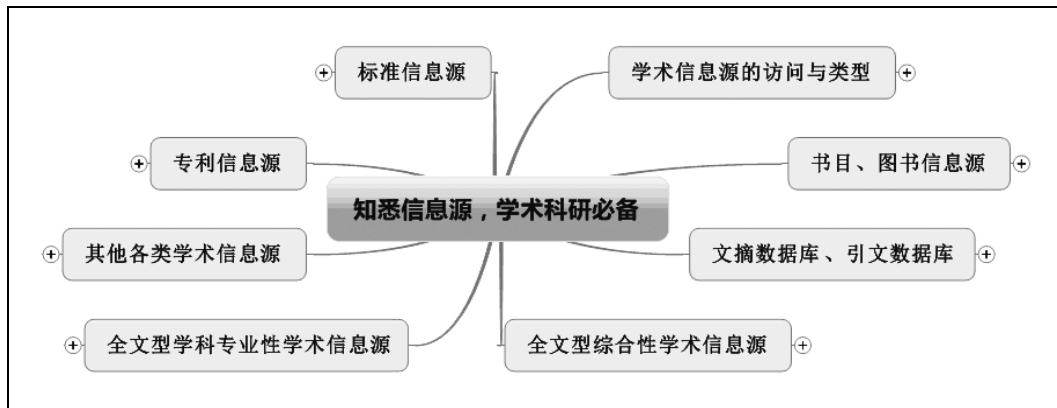 标准信息源
学术信息源的访问与类型
专利信息源
书目、图书信息源
知悉信息源，学术科研必备
其他各类学术信息源
文摘数据库、引文数据库
全文型学科专业性学术信息源
全文型综合性学术信息源